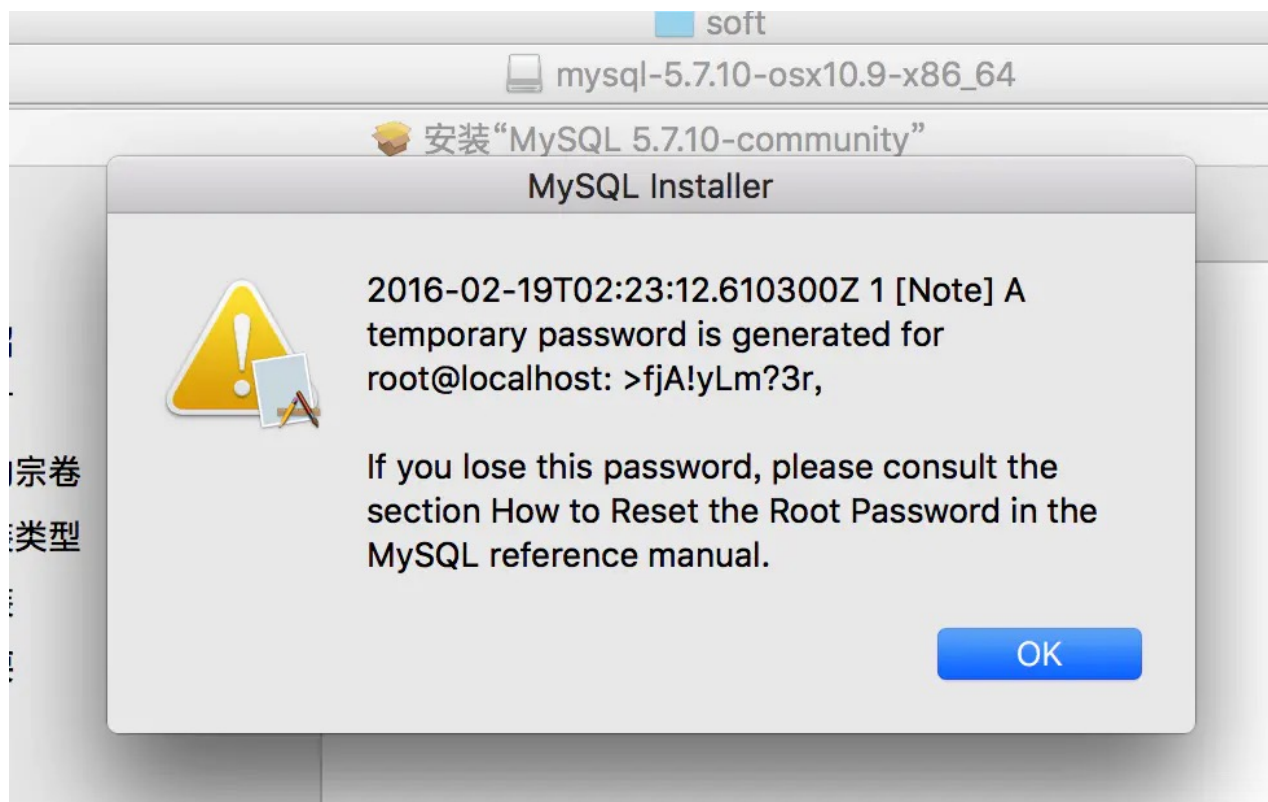 soft
mysql-5.7.10-osx10.9-x86_64
安装“MySQL 5.7.10-community”
MySQL Installer
2016-02-19T02:23:12.610300Z 1 [Note] A
temporary password is generated for
root@localhost: >fjA!yLm?3r,
If you lose this password, please consult the
section How to Reset the Root Password in the
MySQL reference manual.
宗卷
类型
OK